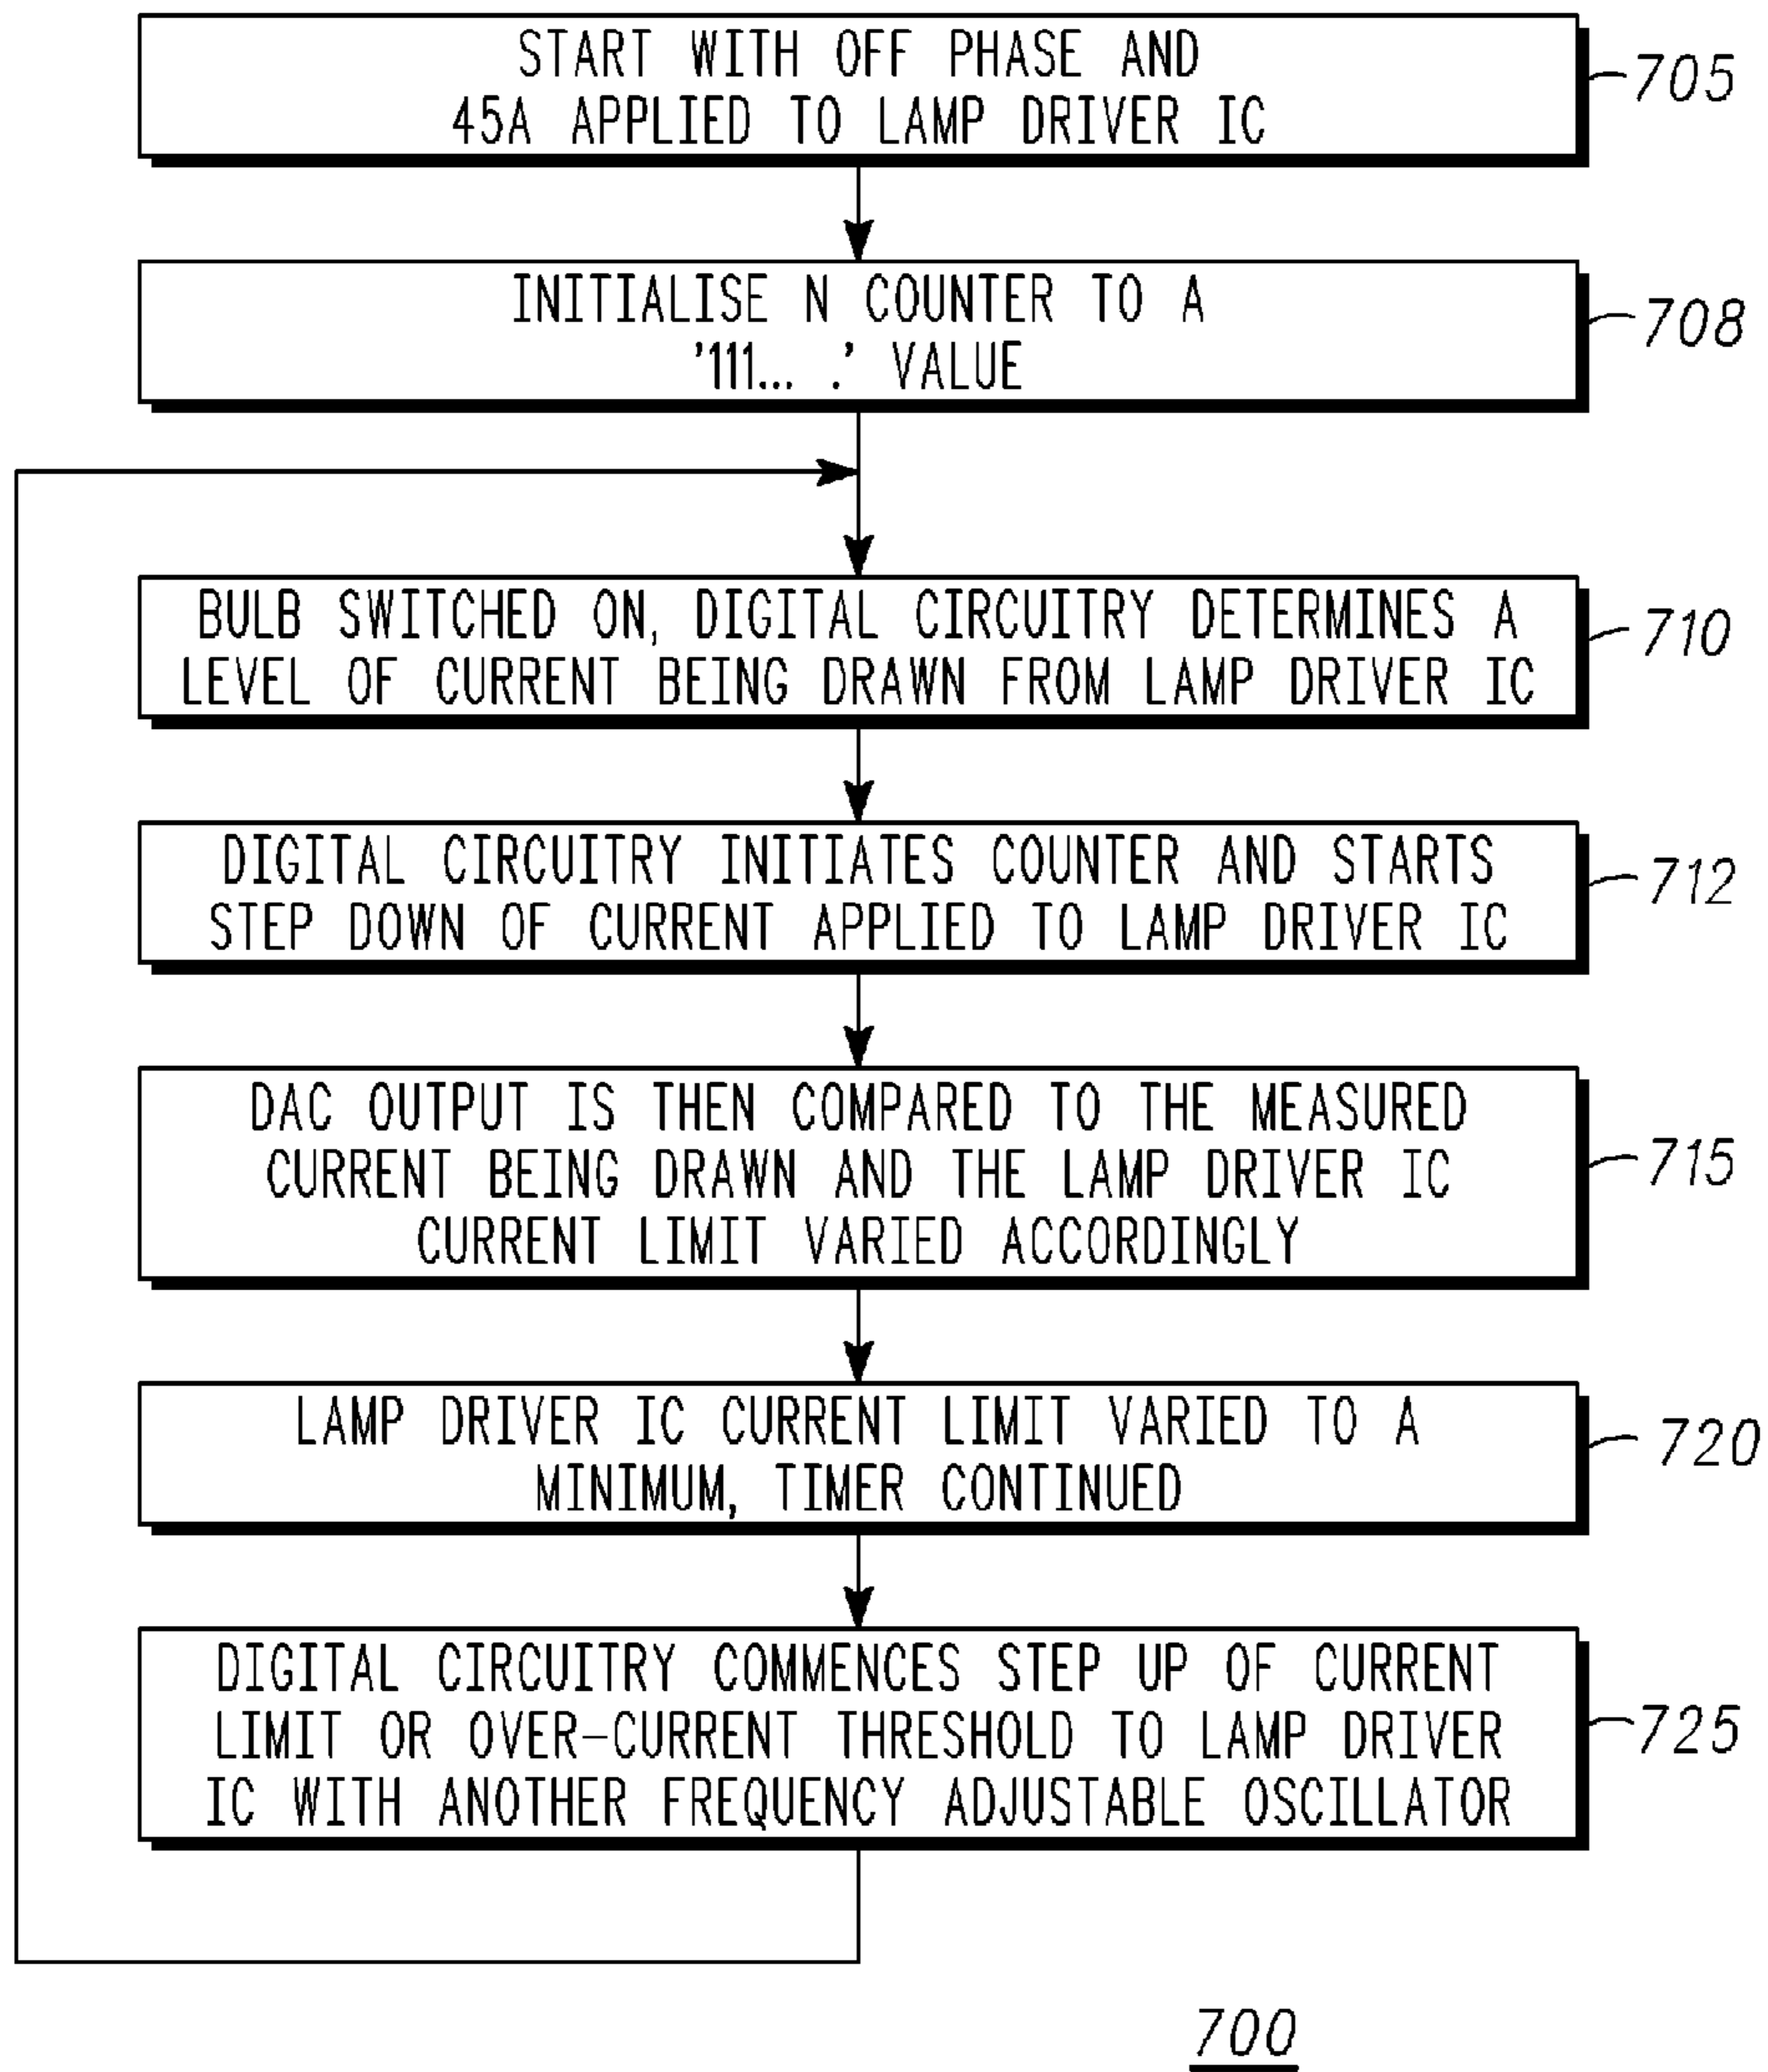 START WITH OFF PHASE AND
45A APPLIED TO LAMP DRIVER IC
705
INITIALISE N COUNTER TO A
'111... .' VALUE
708
BULB SWITCHED ON, DIGITAL CIRCUITRY DETERMINES A
LEVEL OF CURRENT BEING DRAWN FROM LAMP DRIVER IC
710
DIGITAL CIRCUITRY INITIATES COUNTER AND STARTS
STEP DOWN OF CURRENT APPLIED TO LAMP DRIVER IC
712
DAC OUTPUT IS THEN COMPARED TO THE MEASURED
CURRENT BEING DRAWN AND THE LAMP DRIVER IC
CURRENT LIMIT VARIED ACCORDINGLY
715
LAMP DRIVER IC CURRENT LIMIT VARIED TO A
MINIMUM, TIMER CONTINUED
720
DIGITAL CIRCUITRY COMMENCES STEP UP OF CURRENT
LIMIT OR OVER-CURRENT THRESHOLD TO LAMP DRIVER
IC WITH ANOTHER FREQUENCY ADJUSTABLE OSCILLATOR
725
700